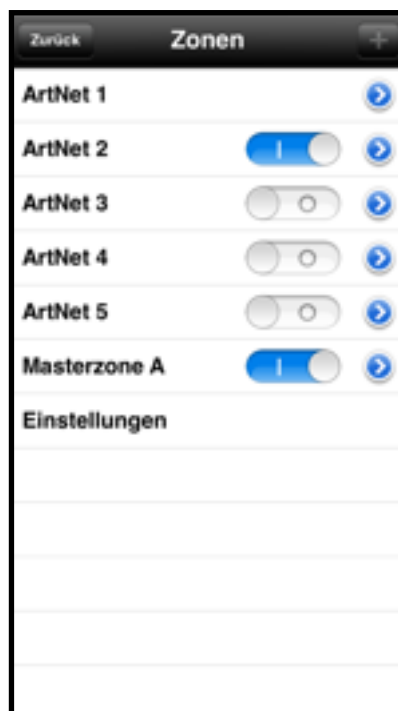 Zurück Zonen +
ArtNet 1
ArtNet 2
ArtNet 3
ArtNet 4
ArtNet 5
Masterzone A
Einstellungen